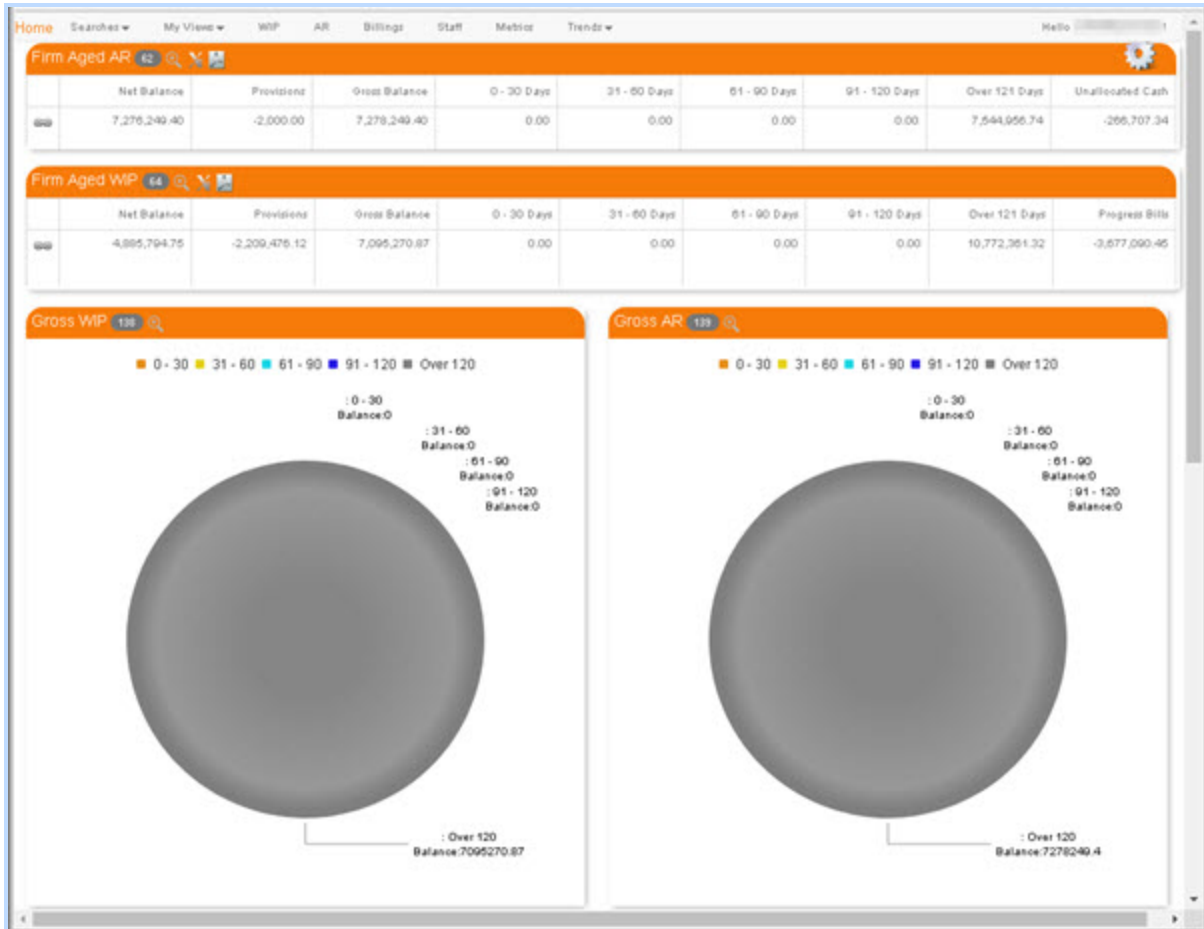 Home Searches My Views WIP AR Billings Staff Metrics Trends Hello !
Firm Aged AR 62
Net Balance Provisions Gross Balance 0 - 30 Days 31 - 60 Days 61 - 90 Days 91 - 120 Days Over 121 Days Unallocated Cash
7,276,249.40 -2,000.00 7,278,249.40 0.00 0.00 0.00 0.00 7,544,956.74 -266,707.34
Firm Aged WIP 64
Net Balance Provisions Gross Balance 0 - 30 Days 31 - 60 Days 61 - 90 Days 91 - 120 Days Over 121 Days Progress Bills
4,885,794.75 -2,209,476.12 7,095,270.87 0.00 0.00 0.00 0.00 10,772,361.32 -3,677,090.45
Gross WIP 138
0 - 30 31 - 60 61 - 90 91 - 120 Over 120
: 0 - 30
Balance:0
: 31 - 60
Balance:0
: 61 - 90
Balance:0
: 91 - 120
Balance:0
: Over 120
Balance:7095270.87
Gross AR 139
0 - 30 31 - 60 61 - 90 91 - 120 Over 120
: 0 - 30
Balance:0
: 31 - 60
Balance:0
: 61 - 90
Balance:0
: 91 - 120
Balance:0
: Over 120
Balance:7278249.4